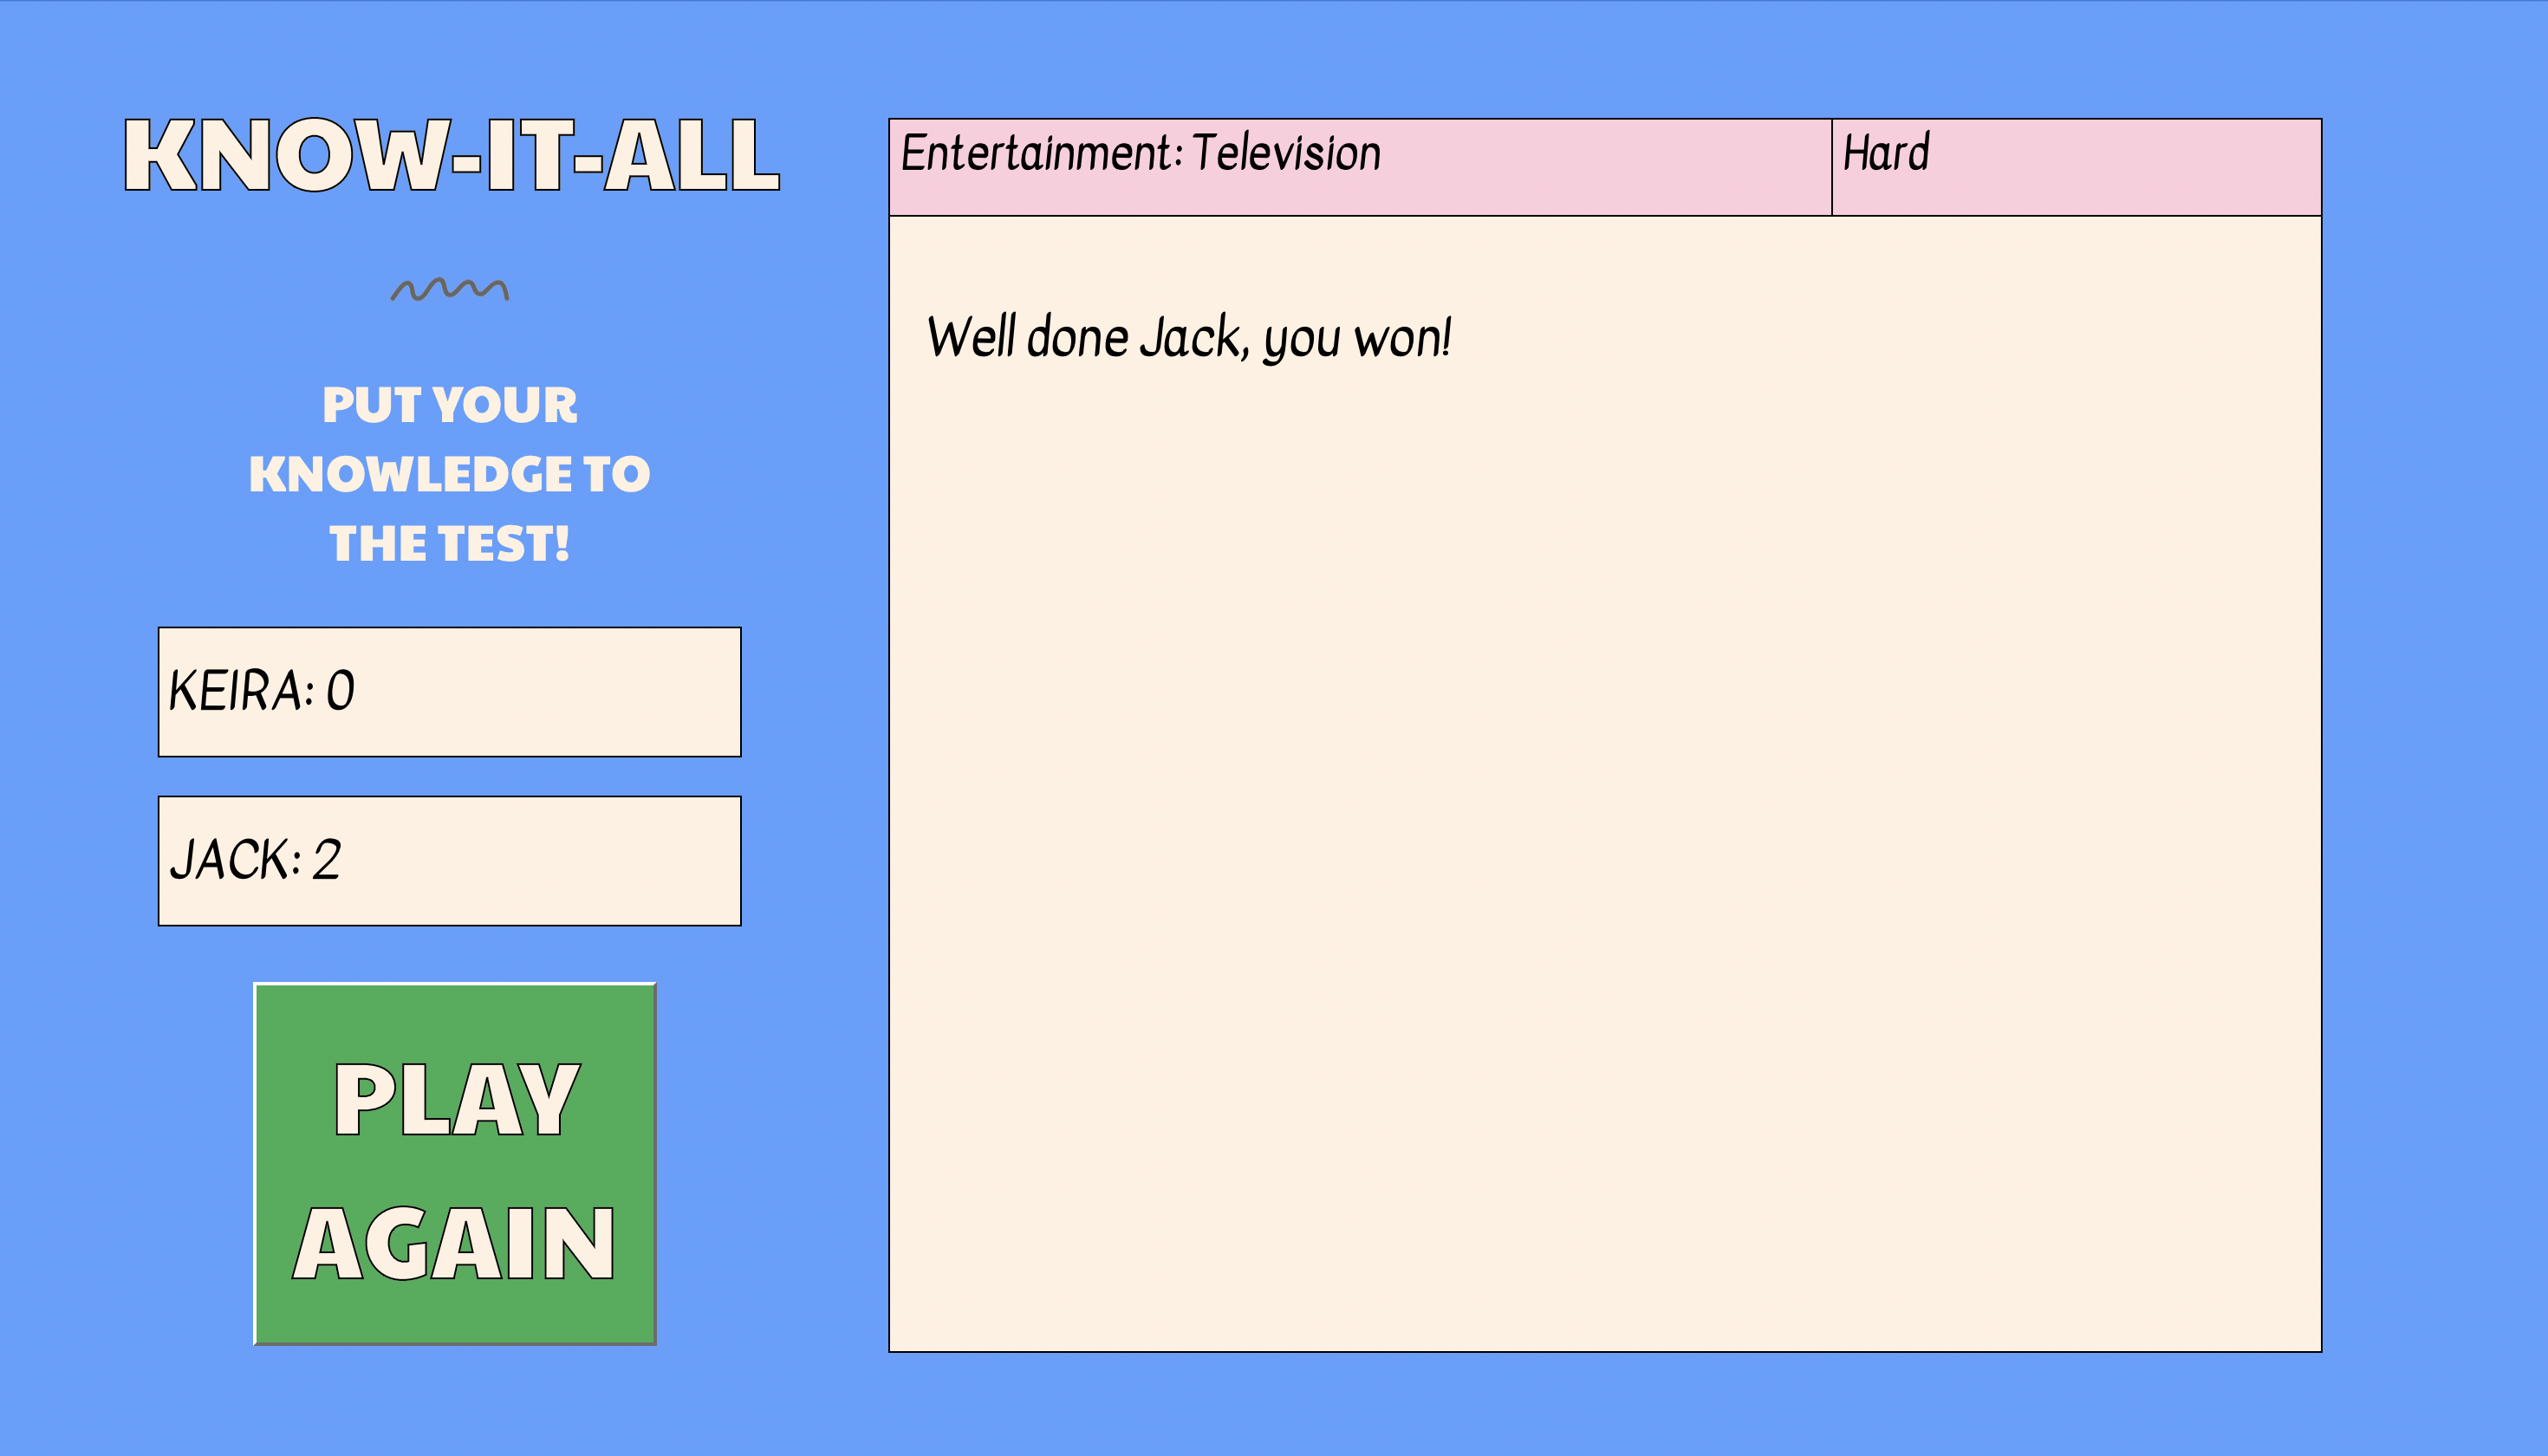 KNOW-IT-ALL
PUT YOUR
KNOWLEDGE TO
THE TEST!
KEIRA: 0
JACK: 2
PLAY
AGAIN
Entertainment: Television
Hard
Well done Jack, you won!